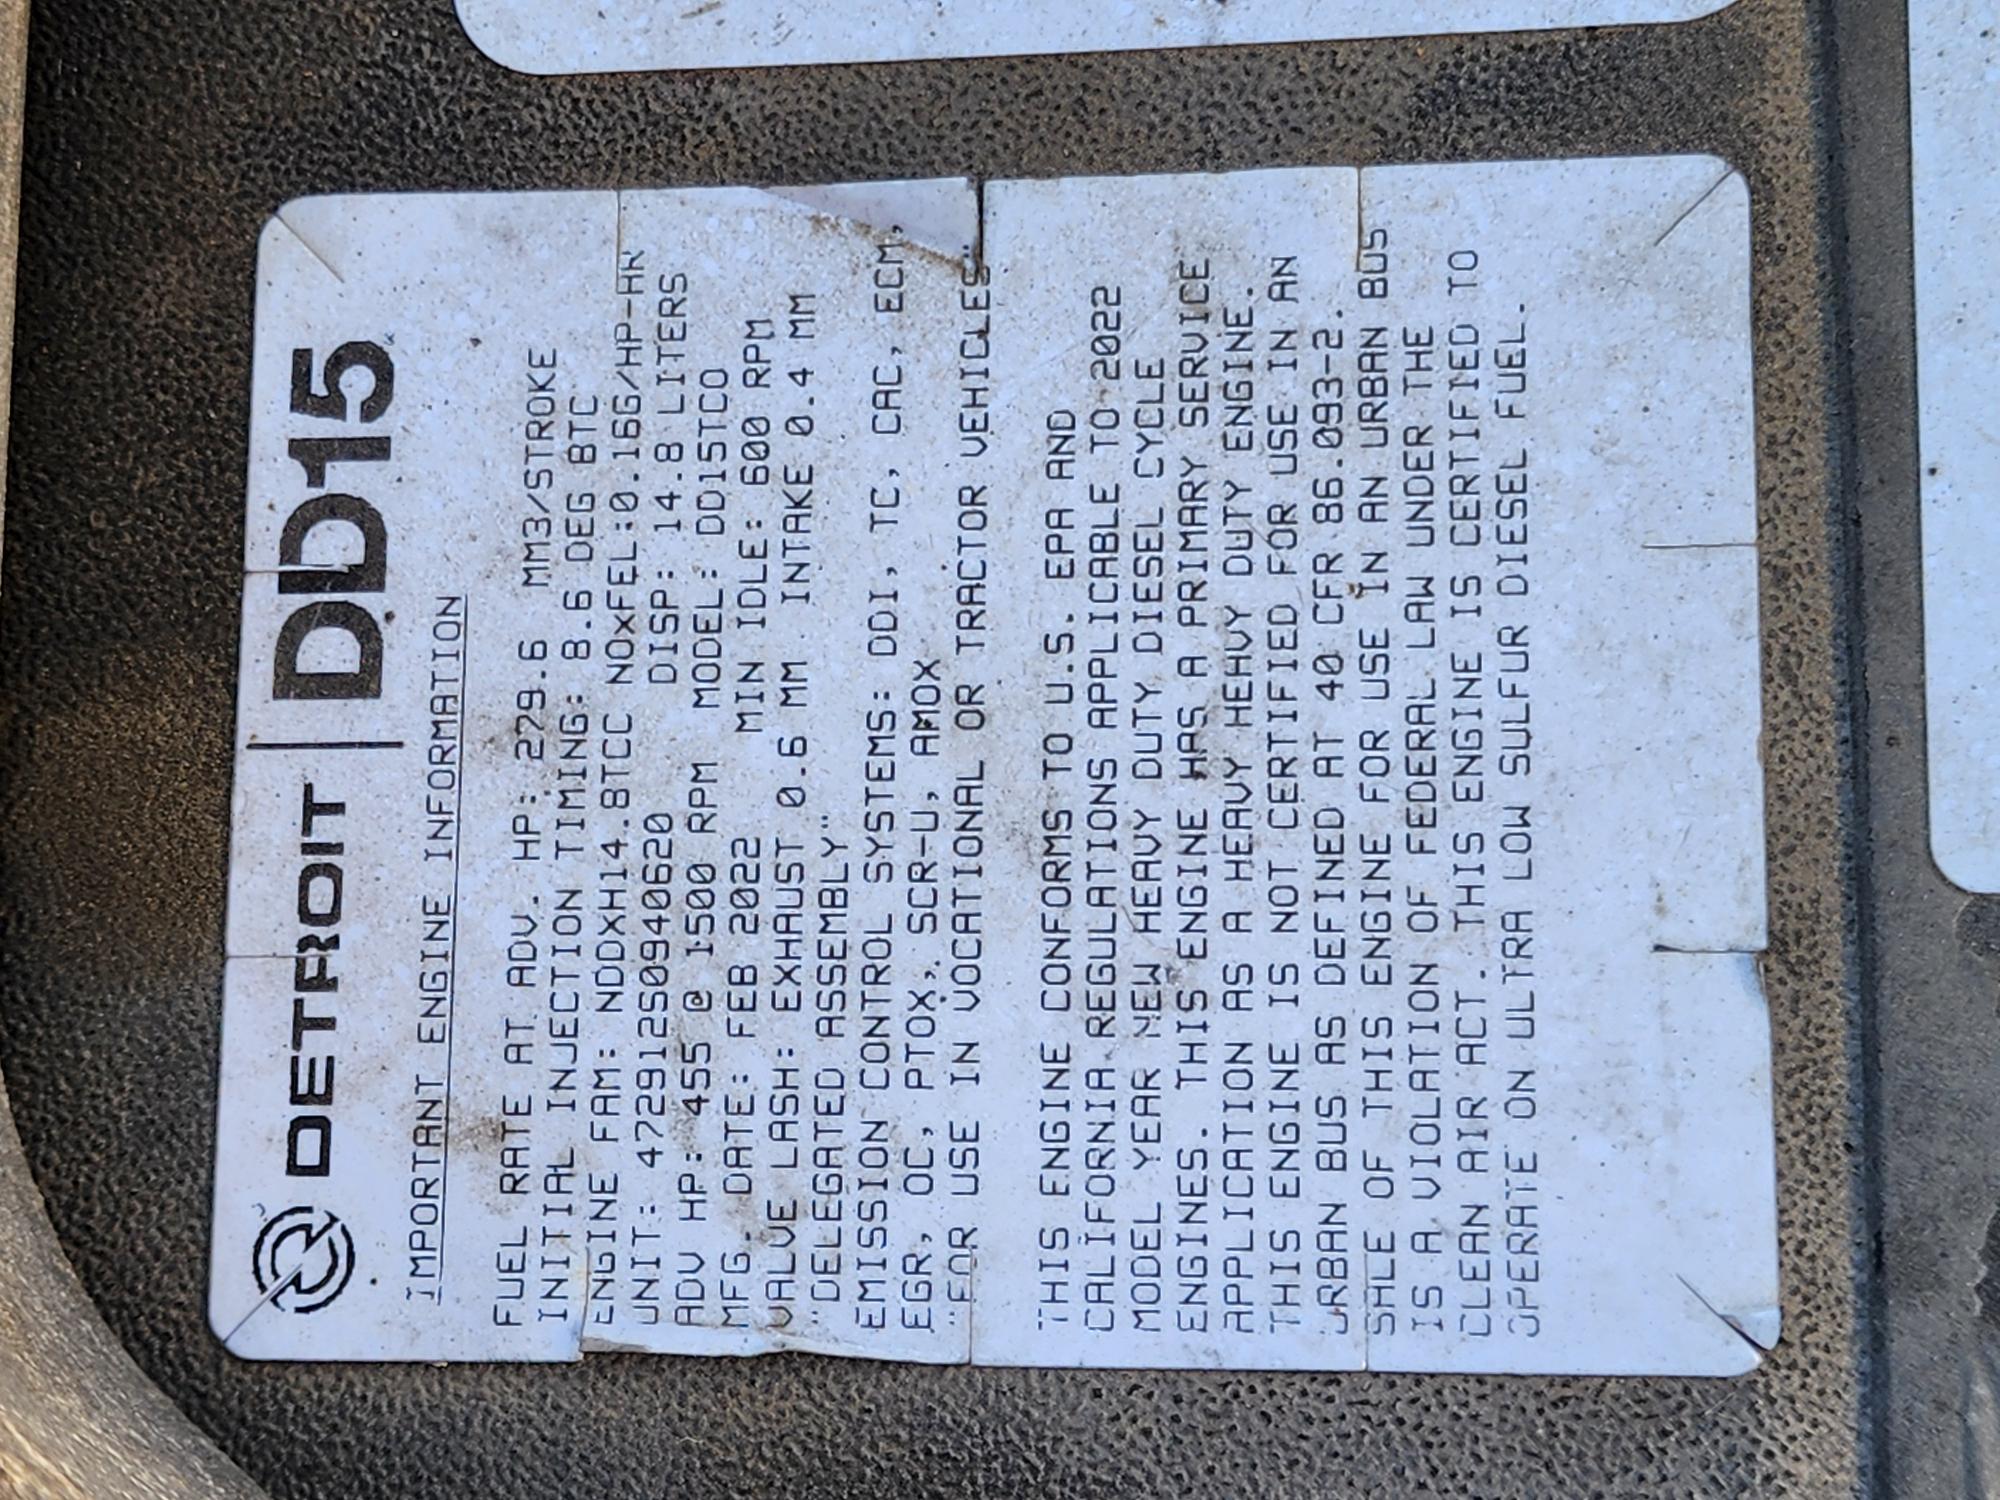 DETROIT DD15
IMPORTANT ENGINE INFORMATION
FUEL RATE AT ADV. HP: 279.6 MM3/STROKE
INITIAL INJECTION TIMING: 8.6 DEG BTC
ENGINE FAM: NDDXH14.8TCC NOxFEL:0.16G/HP-HR
UNIT: 472912S0940620 DISP: 14.8 LITERS
ADV HP: 455 @ 1500 RPM MODEL: DD15TCO
MFG. DATE: FEB 2022 MIN IDLE: 600 RPM
VALVE LASH: EXHAUST 0.6 MM INTAKE 0.4 MM
"DELEGATED ASSEMBLY"
EMISSION CONTROL SYSTEMS: DDI, TC, CAC, ECM,
EGR, OC, PTOX, SCR-U, AMOX
"FOR USE IN VOCATIONAL OR TRACTOR VEHICLES"
THIS ENGINE CONFORMS TO U.S. EPA AND
CALIFORNIA REGULATIONS APPLICABLE TO 2022
MODEL YEAR NEW HEAVY DUTY DIESEL CYCLE
ENGINES. THIS ENGINE HAS A PRIMARY SERVICE
APPLICATION AS A HEAVY HEAVY DUTY ENGINE.
THIS ENGINE IS NOT CERTIFIED FOR USE IN AN
URBAN BUS AS DEFINED AT 40 CFR 86.093-2.
SALE OF THIS ENGINE FOR USE IN AN URBAN BUS
IS A VIOLATION OF FEDERAL LAW UNDER THE
CLEAN AIR ACT. THIS ENGINE IS CERTIFIED TO
OPERATE ON ULTRA LOW SULFUR DIESEL FUEL.